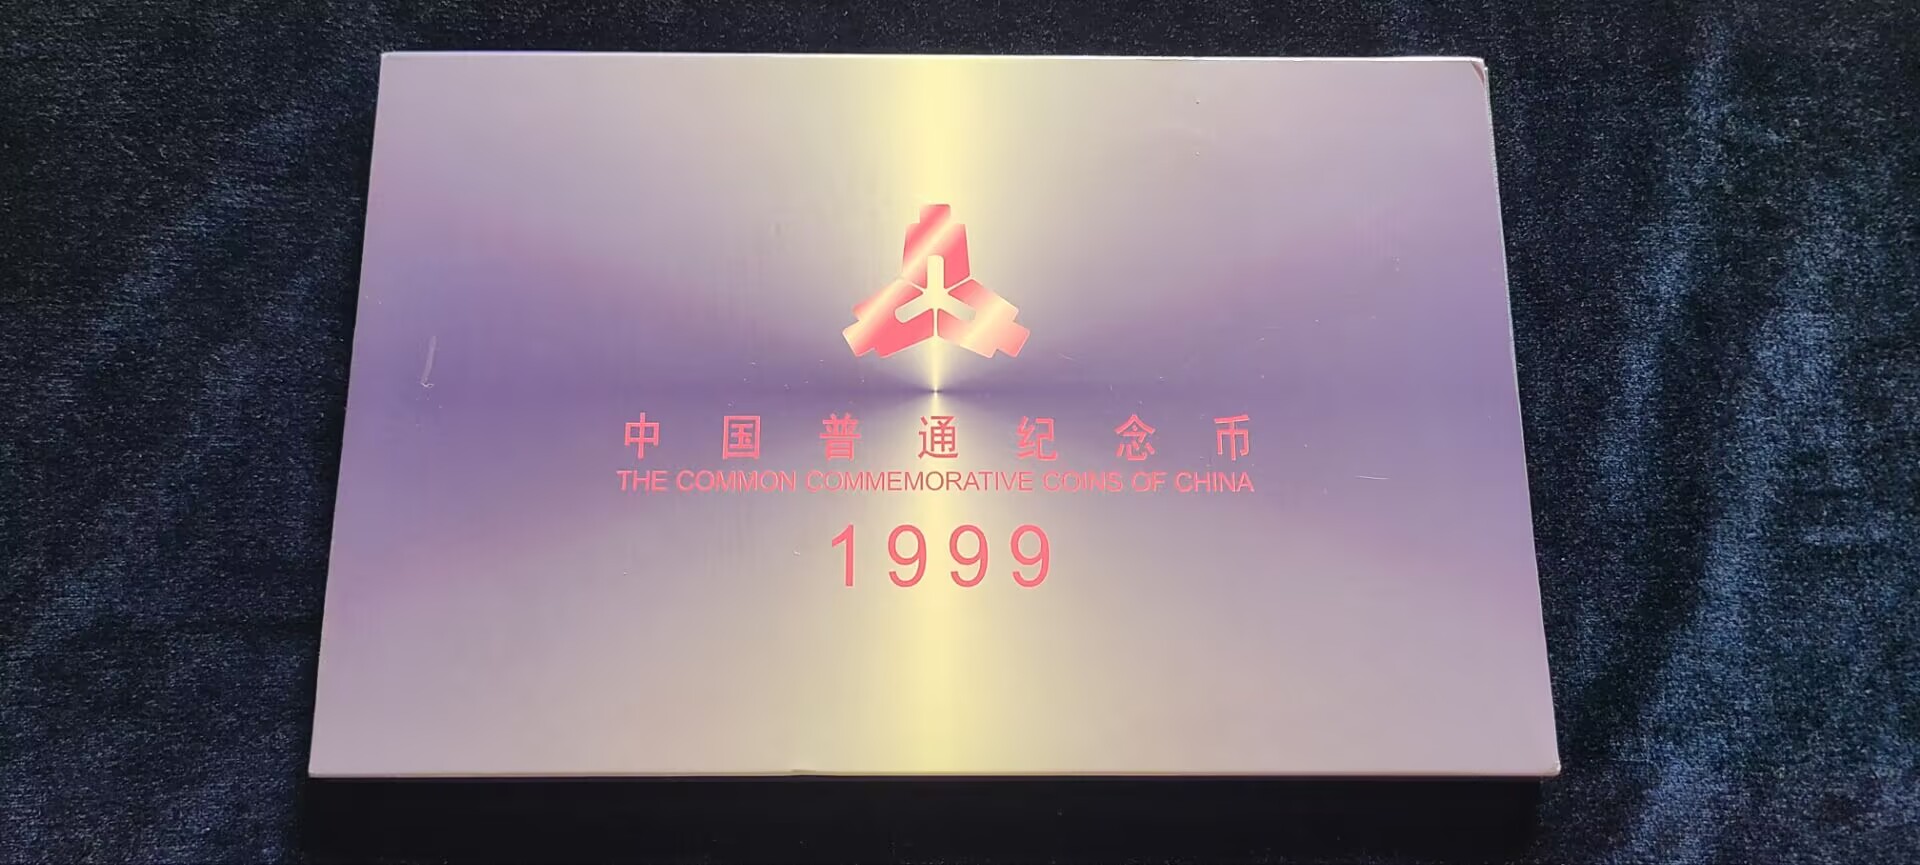 中国普通纪念币
THE COMMON COMMEMORATIVE COINS OF CHINA
1999